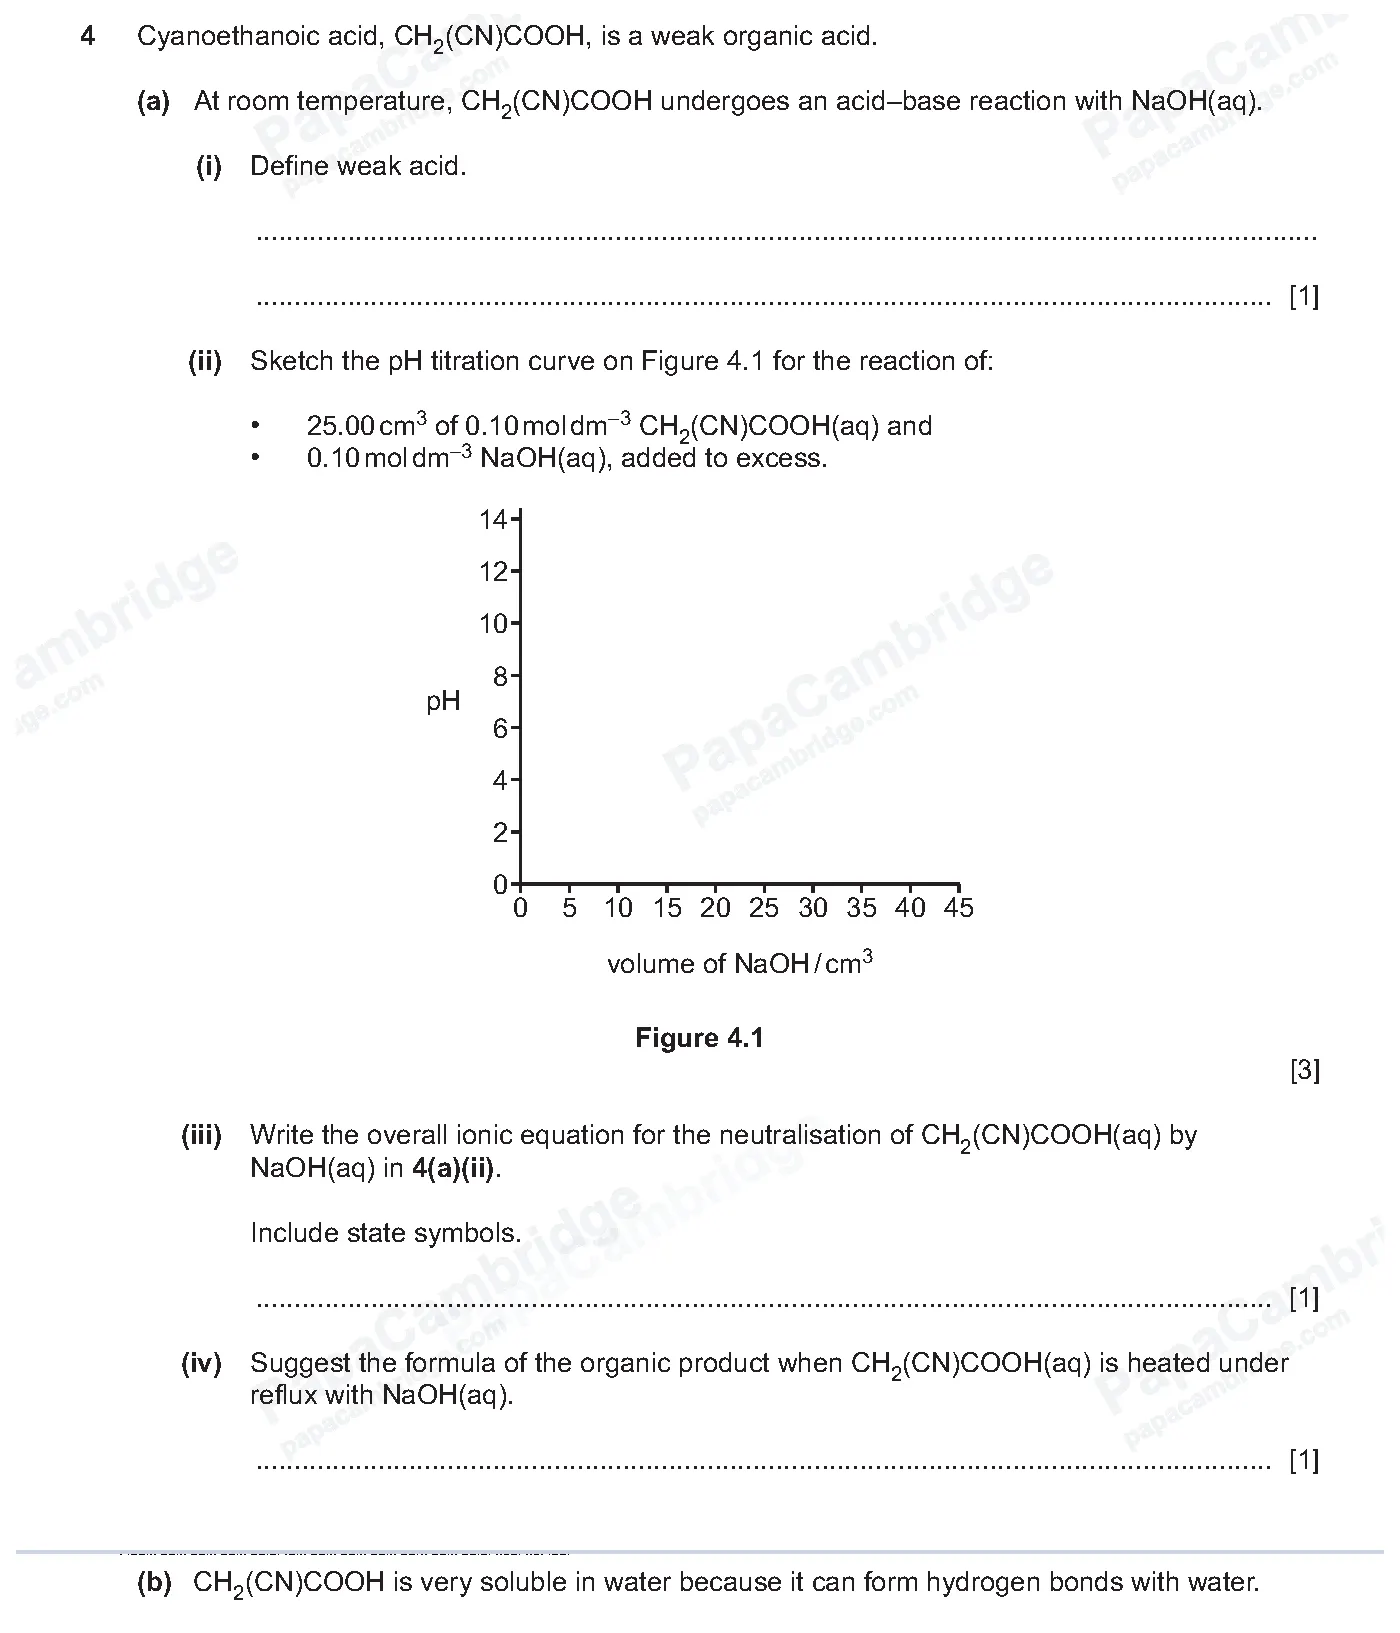 4 Cyanoethanoic acid, CH₂(CN)COOH, is a weak organic acid.
(a) At room temperature, CH₂(CN)COOH undergoes an acid–base reaction with NaOH(aq).
(i) Define weak acid.
[1]
(ii) Sketch the pH titration curve on Figure 4.1 for the reaction of:
• 25.00 cm³ of 0.10 mol dm⁻³ CH₂(CN)COOH(aq) and
• 0.10 mol dm⁻³ NaOH(aq), added to excess.
14
12
10
8
pH
6
4
2
0
0 5 10 15 20 25 30 35 40 45
volume of NaOH / cm³
Figure 4.1
[3]
(iii) Write the overall ionic equation for the neutralisation of CH₂(CN)COOH(aq) by
NaOH(aq) in 4(a)(ii).
Include state symbols.
[1]
(iv) Suggest the formula of the organic product when CH₂(CN)COOH(aq) is heated under
reflux with NaOH(aq).
[1]
(b) CH₂(CN)COOH is very soluble in water because it can form hydrogen bonds with water.
PapaCambridge
papacambridge.com